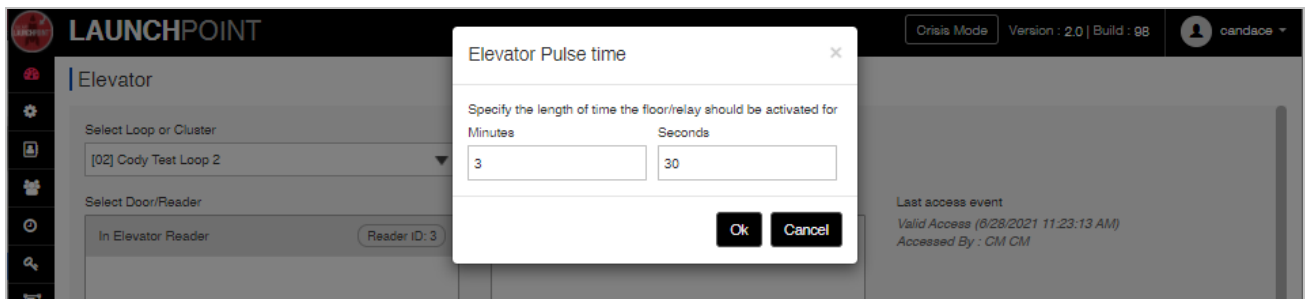 LAUNCHPOINT
Crisis Mode
Version : 2.0 | Build : 98
candace
Elevator
Elevator Pulse time
×
Specify the length of time the floor/relay should be activated for
Minutes
Seconds
3
30
Ok
Cancel
Select Loop or Cluster
[02] Cody Test Loop 2
Select Door/Reader
In Elevator Reader
Reader ID: 3
Last access event
Valid Access (6/28/2021 11:23:13 AM)
Accessed By : CM CM